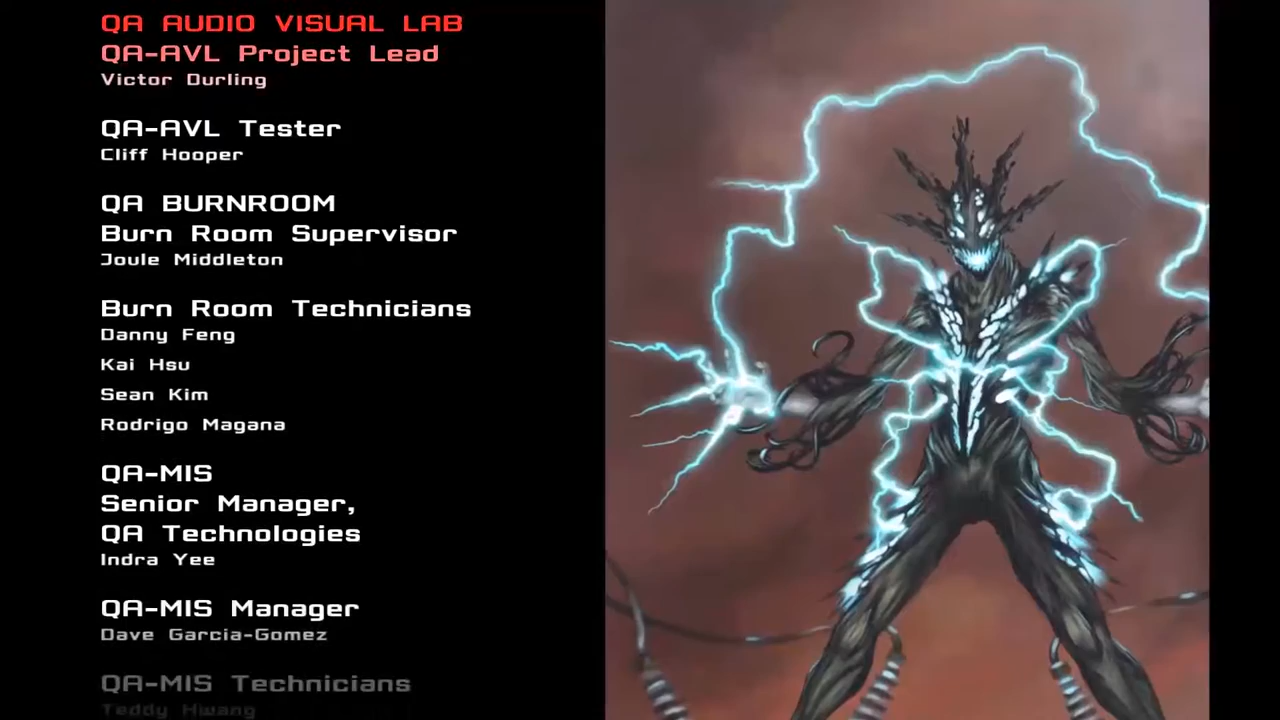 QA AUDIO VISUAL LAB
QA-AVL Project Lead
Victor Durling
QA-AVL Tester
Cliff Hooper
QA BURNROOM
Burn Room Supervisor
Joule Middleton
Burn Room Technicians
Danny Feng
Kai Hsu
Sean Kim
Rodrigo Magana
QA-MIS
Senior Manager,
QA Technologies
Indra Yee
QA-MIS Manager
Dave Garcia-Gomez
QA-MIS Technicians
Teddy Hwang